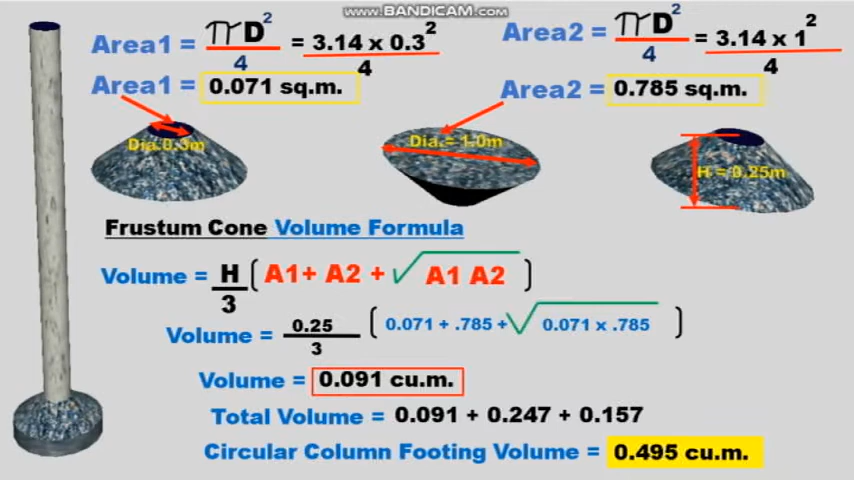 www.BANDICAM.com
Area1 = πD² / 4 = 3.14 x 0.3² / 4
Area2 = πD² / 4 = 3.14 x 1² / 4
Area1 = 0.071 sq.m.
Area2 = 0.785 sq.m.
Dia.0.3m
Dia.= 1.0m
H = 0.25m
Frustum Cone Volume Formula
Volume = H / 3 ( A1+ A2 + √ A1 A2 )
Volume = 0.25 / 3 ( 0.071 + .785 + √ 0.071 x .785 )
Volume = 0.091 cu.m.
Total Volume = 0.091 + 0.247 + 0.157
Circular Column Footing Volume = 0.495 cu.m.